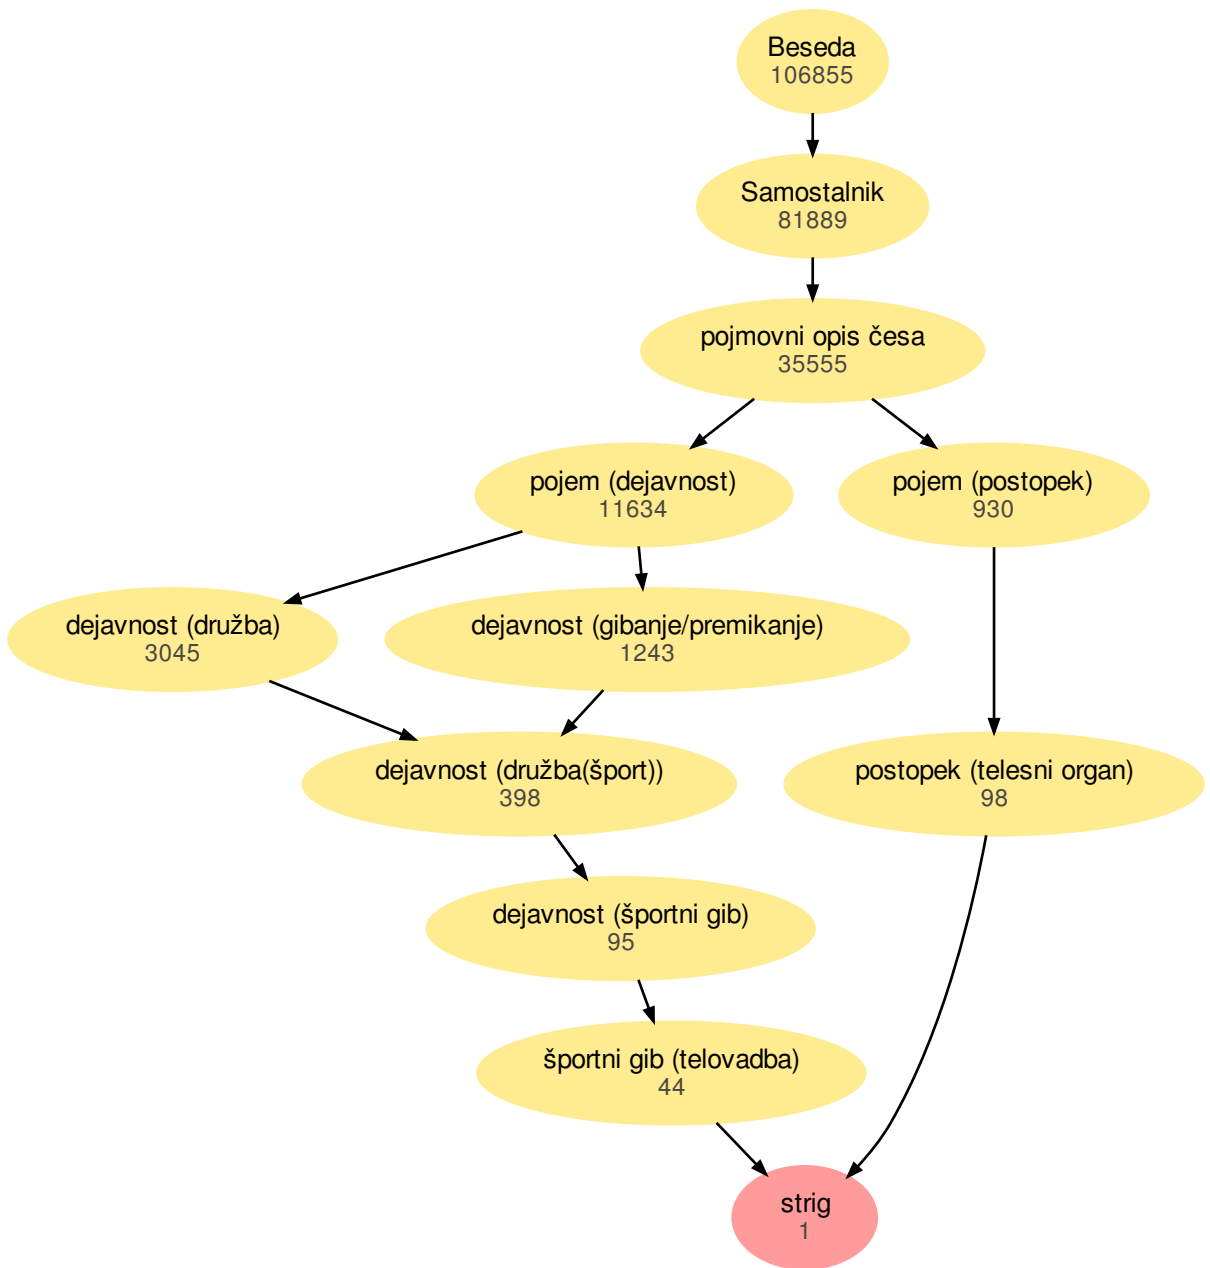 Beseda
106855
Samostalnik
81889
pojmovni opis česa
35555
pojem (dejavnost)
11634
pojem (postopek)
930
dejavnost (družba)
3045
dejavnost (gibanje/premikanje)
1243
dejavnost (družba(šport))
398
postopek (telesni organ)
98
dejavnost (športni gib)
95
športni gib (telovadba)
44
strig
1